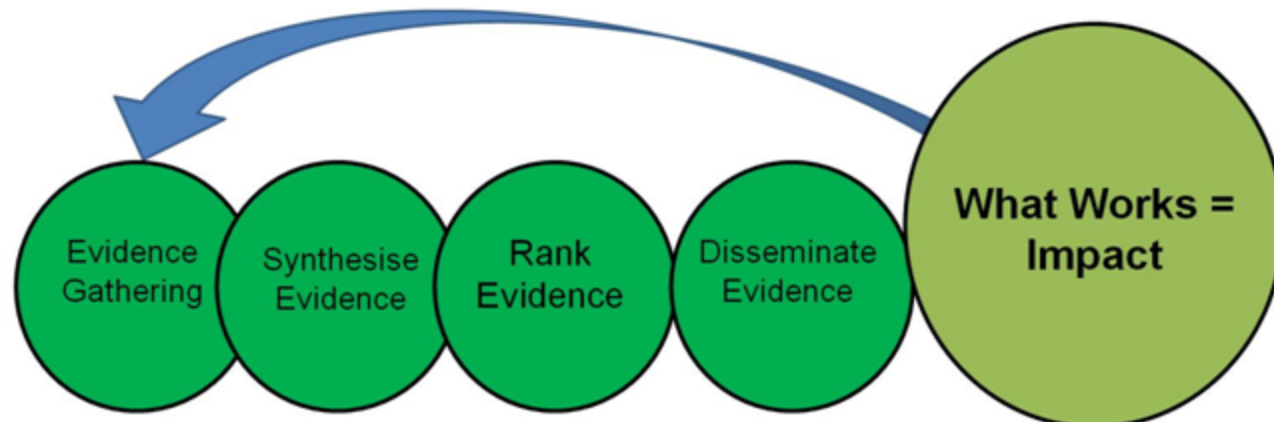 Evidence
Gathering
Synthesise
Evidence
Rank
Evidence
Disseminate
Evidence
What Works =
Impact